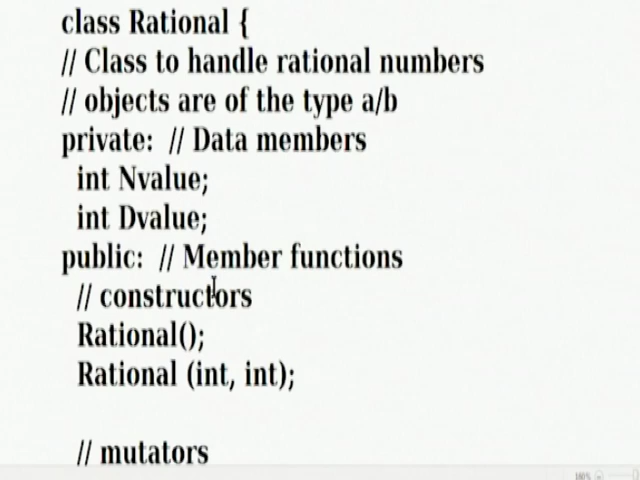 class Rational {
// Class to handle rational numbers
// objects are of the type a/b
private:  // Data members
int Nvalue;
int Dvalue;
public:  // Member functions
// constructors
Rational();
Rational (int, int);
// mutators
100%